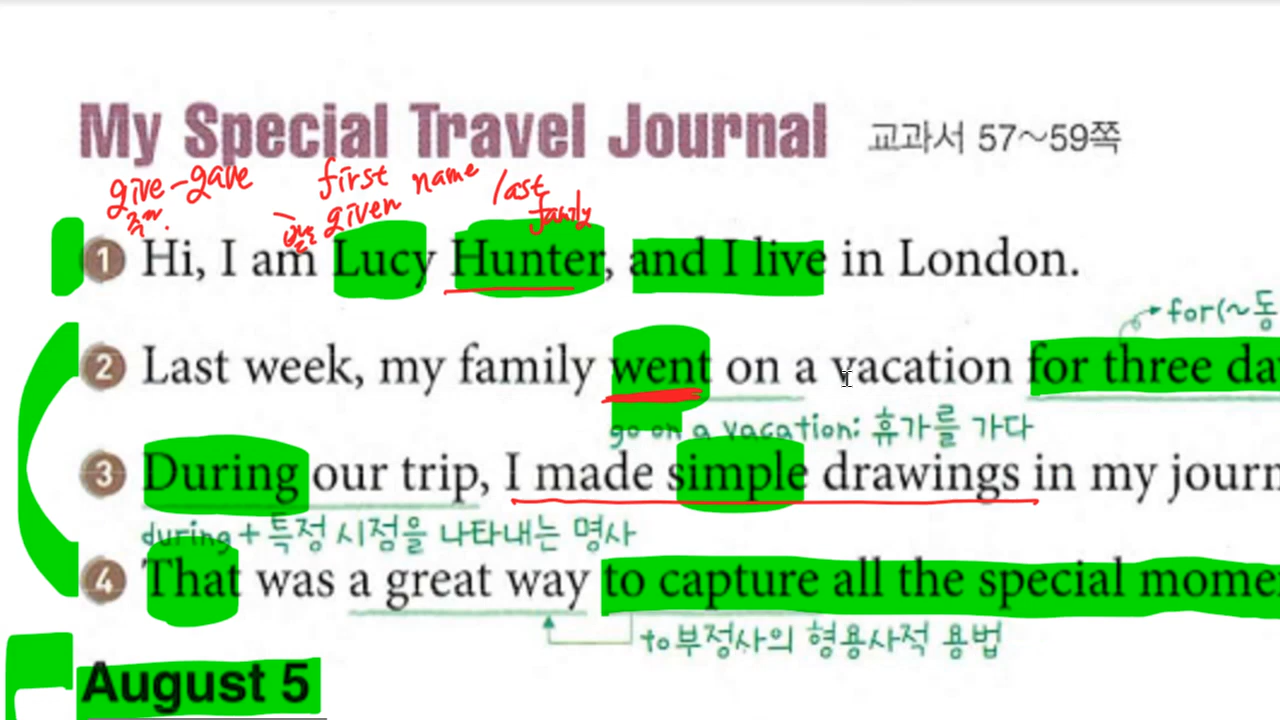 My Special Travel Journal 교과서 57~59쪽
give-gave first name last
given family
1 Hi, I am Lucy Hunter, and I live in London.
for(~동
2 Last week, my family went on a vacation for three da
go on a vacation: 휴가를 가다
3 During our trip, I made simple drawings in my journ
during + 특정 시점을 나타내는 명사
4 That was a great way to capture all the special mome
to부정사의 형용사적 용법
August 5